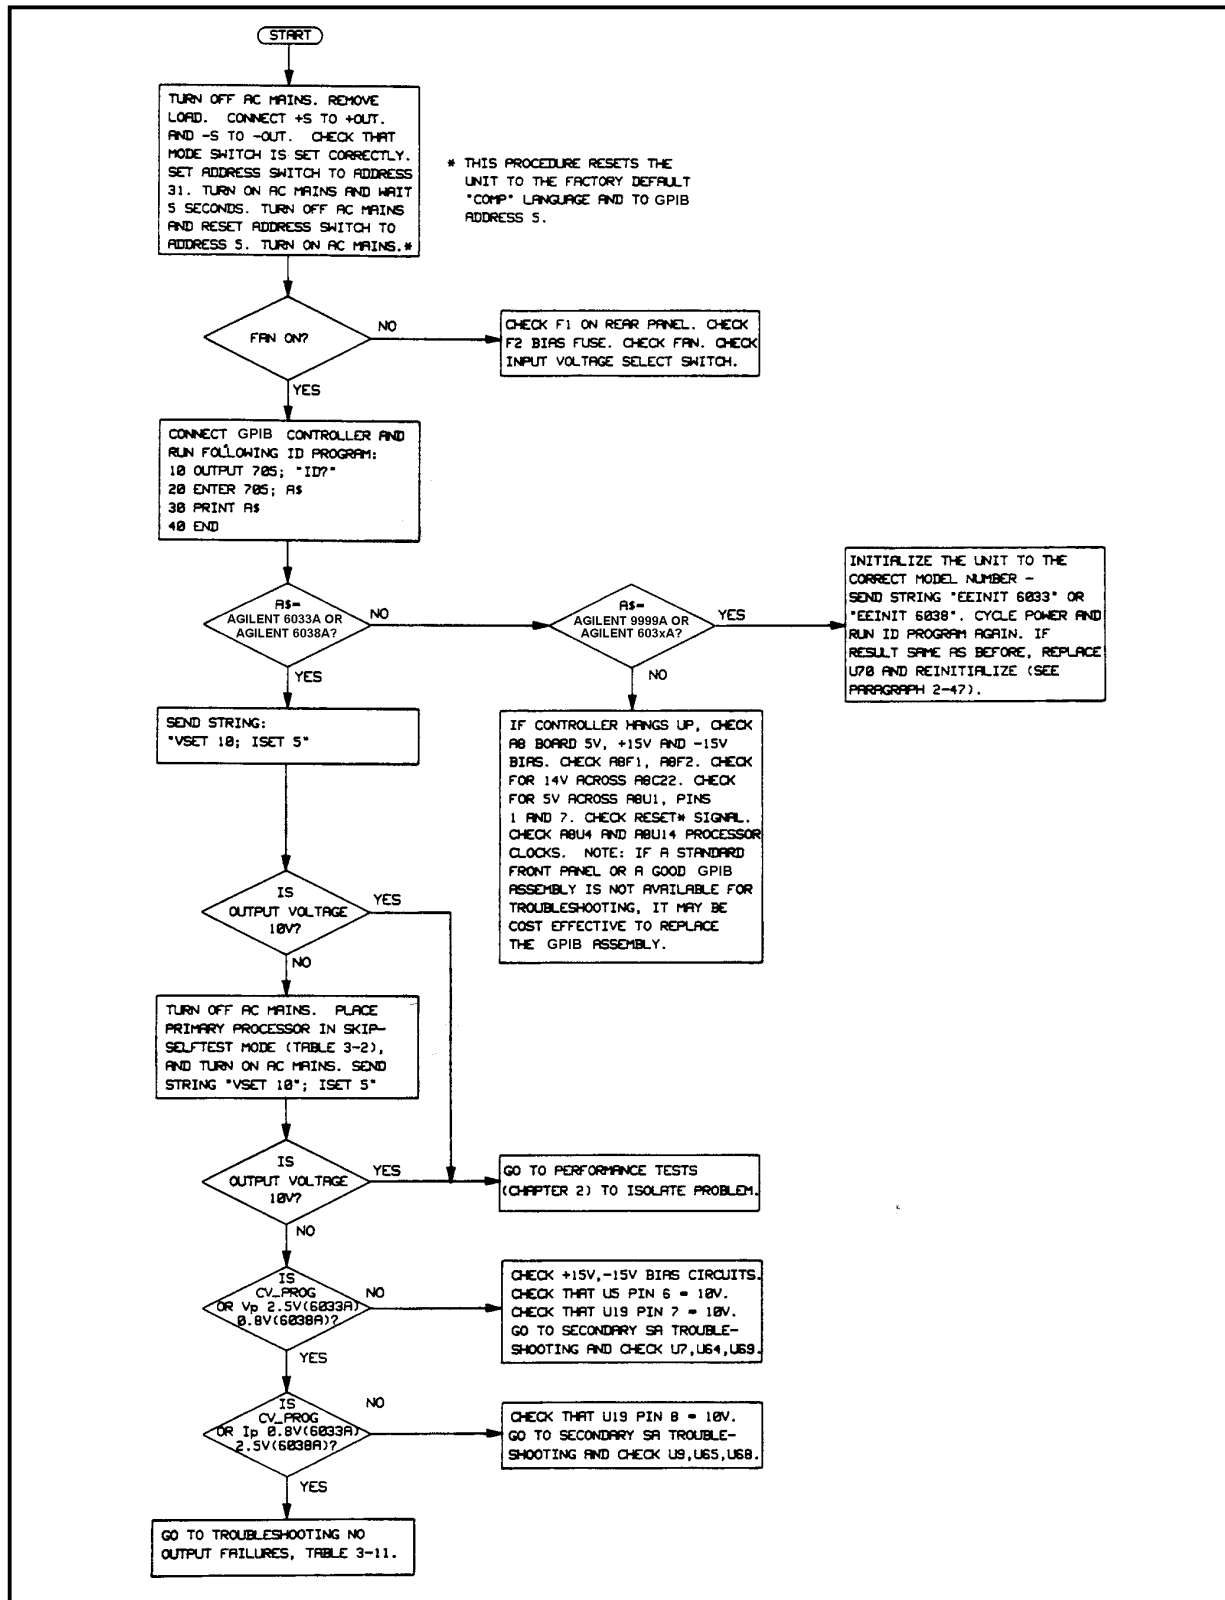 START
TURN OFF AC MAINS. REMOVE
LOAD. CONNECT +S TO +OUT.
AND -S TO -OUT. CHECK THAT
MODE SWITCH IS SET CORRECTLY.
SET ADDRESS SWITCH TO ADDRESS
31. TURN ON AC MAINS AND WAIT
5 SECONDS. TURN OFF AC MAINS
AND RESET ADDRESS SWITCH TO
ADDRESS 5. TURN ON AC MAINS.*
* THIS PROCEDURE RESETS THE
UNIT TO THE FACTORY DEFAULT
"COMP" LANGUAGE AND TO GPIB
ADDRESS 5.
FAN ON?
NO
CHECK F1 ON REAR PANEL. CHECK
F2 BIAS FUSE. CHECK FAN. CHECK
INPUT VOLTAGE SELECT SWITCH.
YES
CONNECT GPIB CONTROLLER AND
RUN FOLLOWING ID PROGRAM:
10 OUTPUT 705; "ID?"
20 ENTER 705; A$
30 PRINT A$
40 END
A$=
AGILENT 6033A OR
AGILENT 6038A?
NO
A$=
AGILENT 9999A OR
AGILENT 603xA?
YES
INITIALIZE THE UNIT TO THE
CORRECT MODEL NUMBER -
SEND STRING "EEINIT 6033" OR
"EEINIT 6038". CYCLE POWER AND
RUN ID PROGRAM AGAIN. IF
RESULT SAME AS BEFORE, REPLACE
U70 AND REINITIALIZE (SEE
PARAGRAPH 2-47).
YES
NO
SEND STRING:
"VSET 10; ISET 5"
IF CONTROLLER HANGS UP, CHECK
A8 BOARD 5V, +15V AND -15V
BIAS. CHECK A8F1, A8F2. CHECK
FOR 14V ACROSS A8C22. CHECK
FOR 5V ACROSS A8U1, PINS
1 AND 7. CHECK RESET* SIGNAL.
CHECK A8U4 AND A8U14 PROCESSOR
CLOCKS. NOTE: IF A STANDARD
FRONT PANEL OR A GOOD GPIB
ASSEMBLY IS NOT AVAILABLE FOR
TROUBLESHOOTING, IT MAY BE
COST EFFECTIVE TO REPLACE
THE GPIB ASSEMBLY.
IS
OUTPUT VOLTAGE
10V?
YES
NO
TURN OFF AC MAINS. PLACE
PRIMARY PROCESSOR IN SKIP-
SELFTEST MODE (TABLE 3-2),
AND TURN ON AC MAINS. SEND
STRING "VSET 10"; ISET 5"
IS
OUTPUT VOLTAGE
10V?
YES
GO TO PERFORMANCE TESTS
(CHAPTER 2) TO ISOLATE PROBLEM.
NO
IS
CV_PROG
OR Vp 2.5V(6033A)
0.8V(6038A)?
NO
CHECK +15V,-15V BIAS CIRCUITS.
CHECK THAT U5 PIN 6 = 10V.
CHECK THAT U19 PIN 7 = 10V.
GO TO SECONDARY SA TROUBLE-
SHOOTING AND CHECK U7,U64,U69.
YES
IS
CV_PROG
OR Ip 0.8V(6033A)
2.5V(6038A)?
NO
CHECK THAT U19 PIN 8 = 10V.
GO TO SECONDARY SA TROUBLE-
SHOOTING AND CHECK U9,U65,U68.
YES
GO TO TROUBLESHOOTING NO
OUTPUT FAILURES, TABLE 3-11.